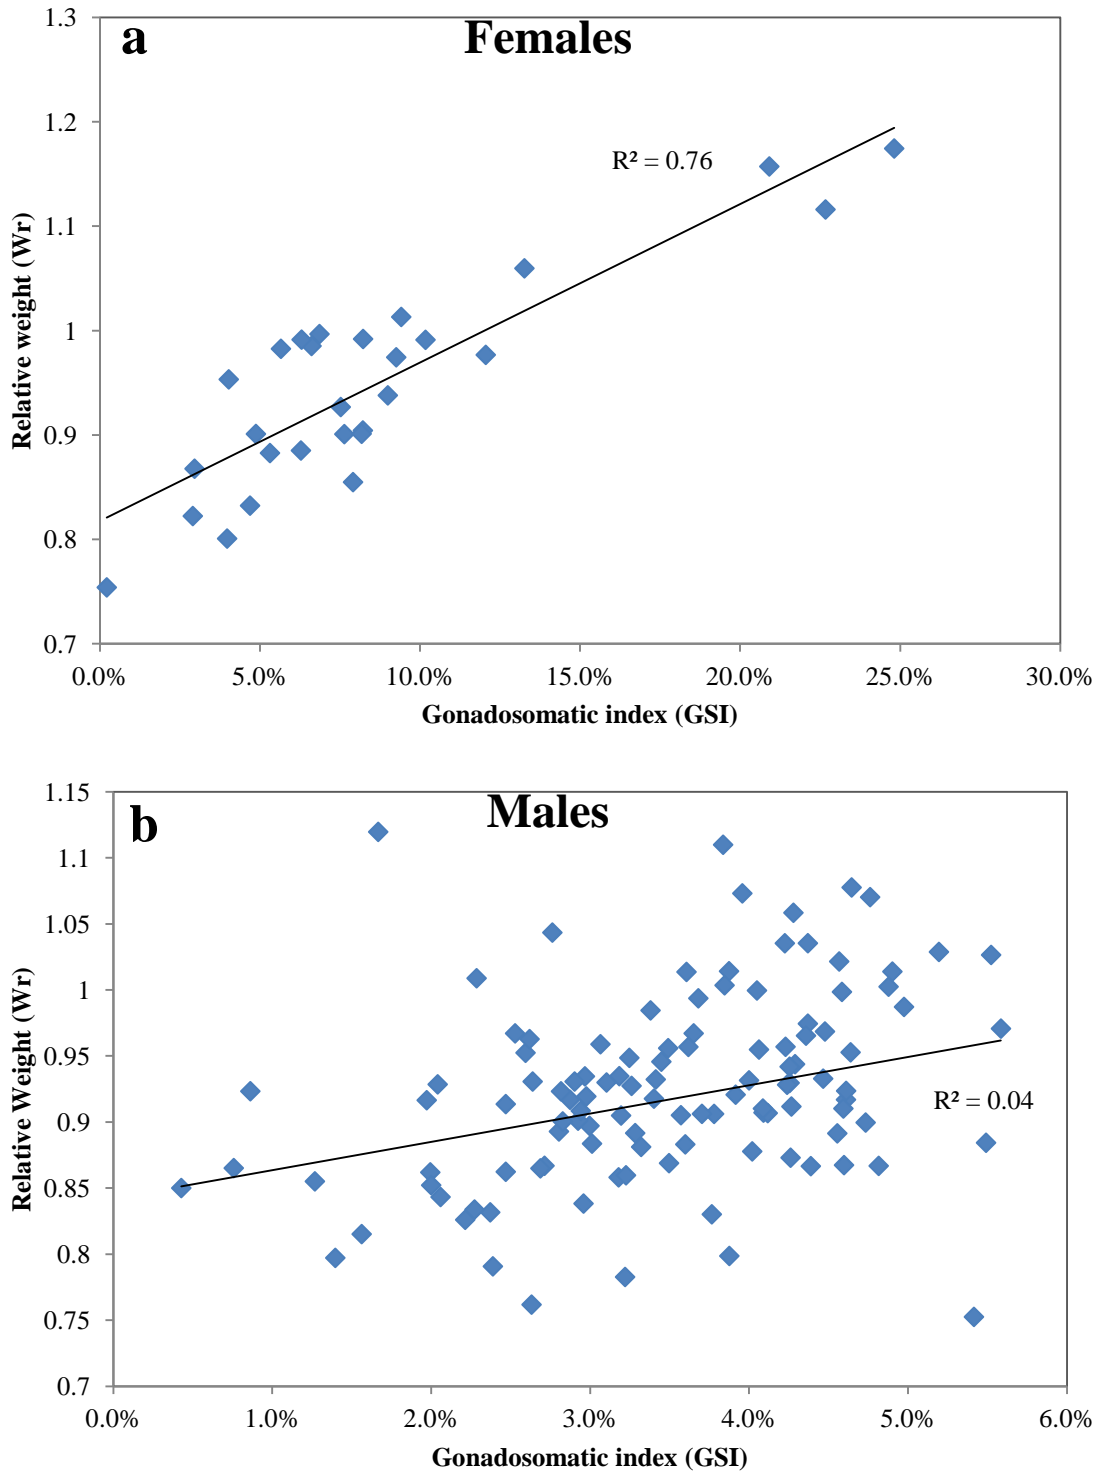 a
Females
1.3
1.2
1.1
1
0.9
0.8
0.7
R² = 0.76
Relative weight (Wr)
0.0% 5.0% 10.0% 15.0% 20.0% 25.0% 30.0%
Gonadosomatic index (GSI)
b
Males
1.15
1.1
1.05
1
0.95
0.9
0.85
0.8
0.75
0.7
R² = 0.04
Relative Weight (Wr)
0.0% 1.0% 2.0% 3.0% 4.0% 5.0% 6.0%
Gonadosomatic index (GSI)